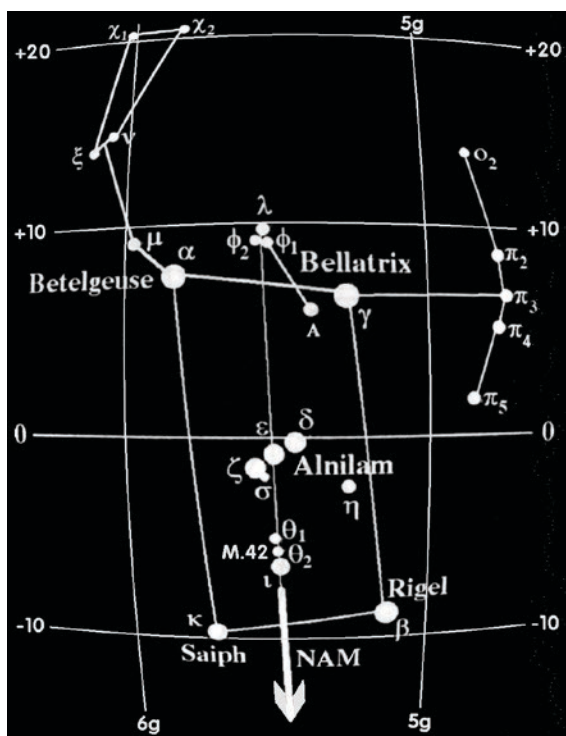 χ1 χ2 5g
+20 +20
ξ ν ο2
+10 λ +10
μ φ2 φ1 π2
α Bellatrix
Betelgeuse π3
A γ π4
π5
0 ε δ 0
ζ Alnilam
σ η
θ1
M.42 θ2
ι
Rigel
-10 κ β -10
Saiph NAM
6g 5g